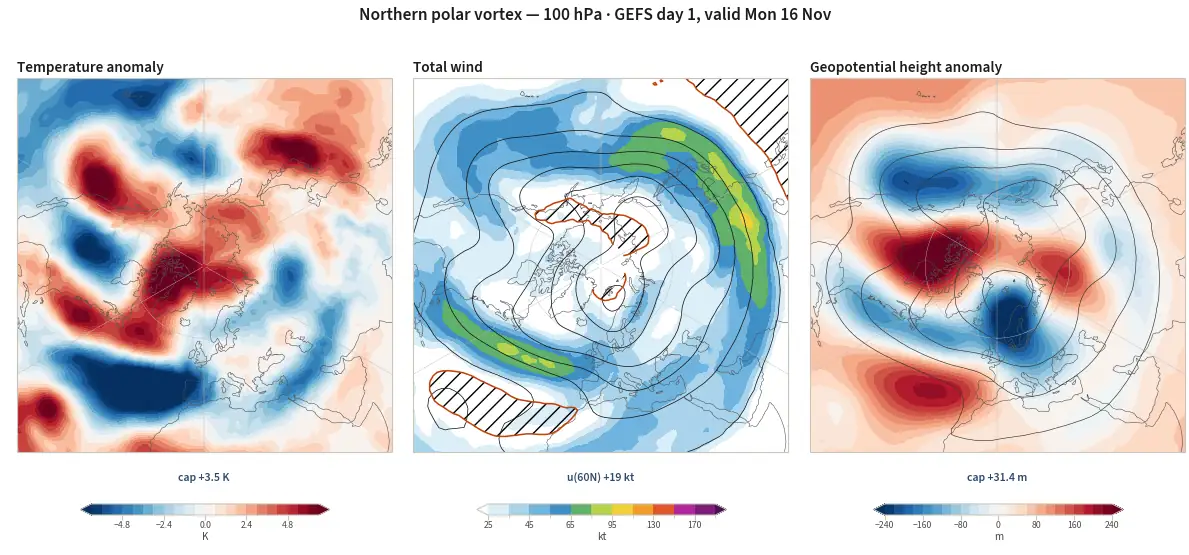 Northern polar vortex — 100 hPa · GEFS day 1, valid Mon 16 Nov
Temperature anomaly
Total wind
Geopotential height anomaly
cap +3.5 K
u(60N) +19 kt
cap +31.4 m
−4.8 −2.4 0.0 2.4 4.8
K
25 45 65 95 130 170
kt
−240 −160 −80 0 80 160 240
m